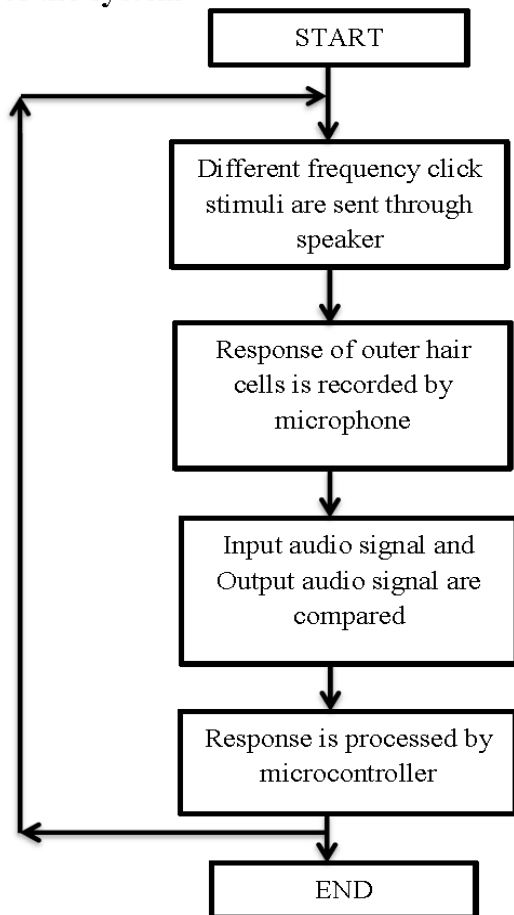 START
Different frequency click
stimuli are sent through
speaker
Response of outer hair
cells is recorded by
microphone
Input audio signal and
Output audio signal are
compared
Response is processed by
microcontroller
END